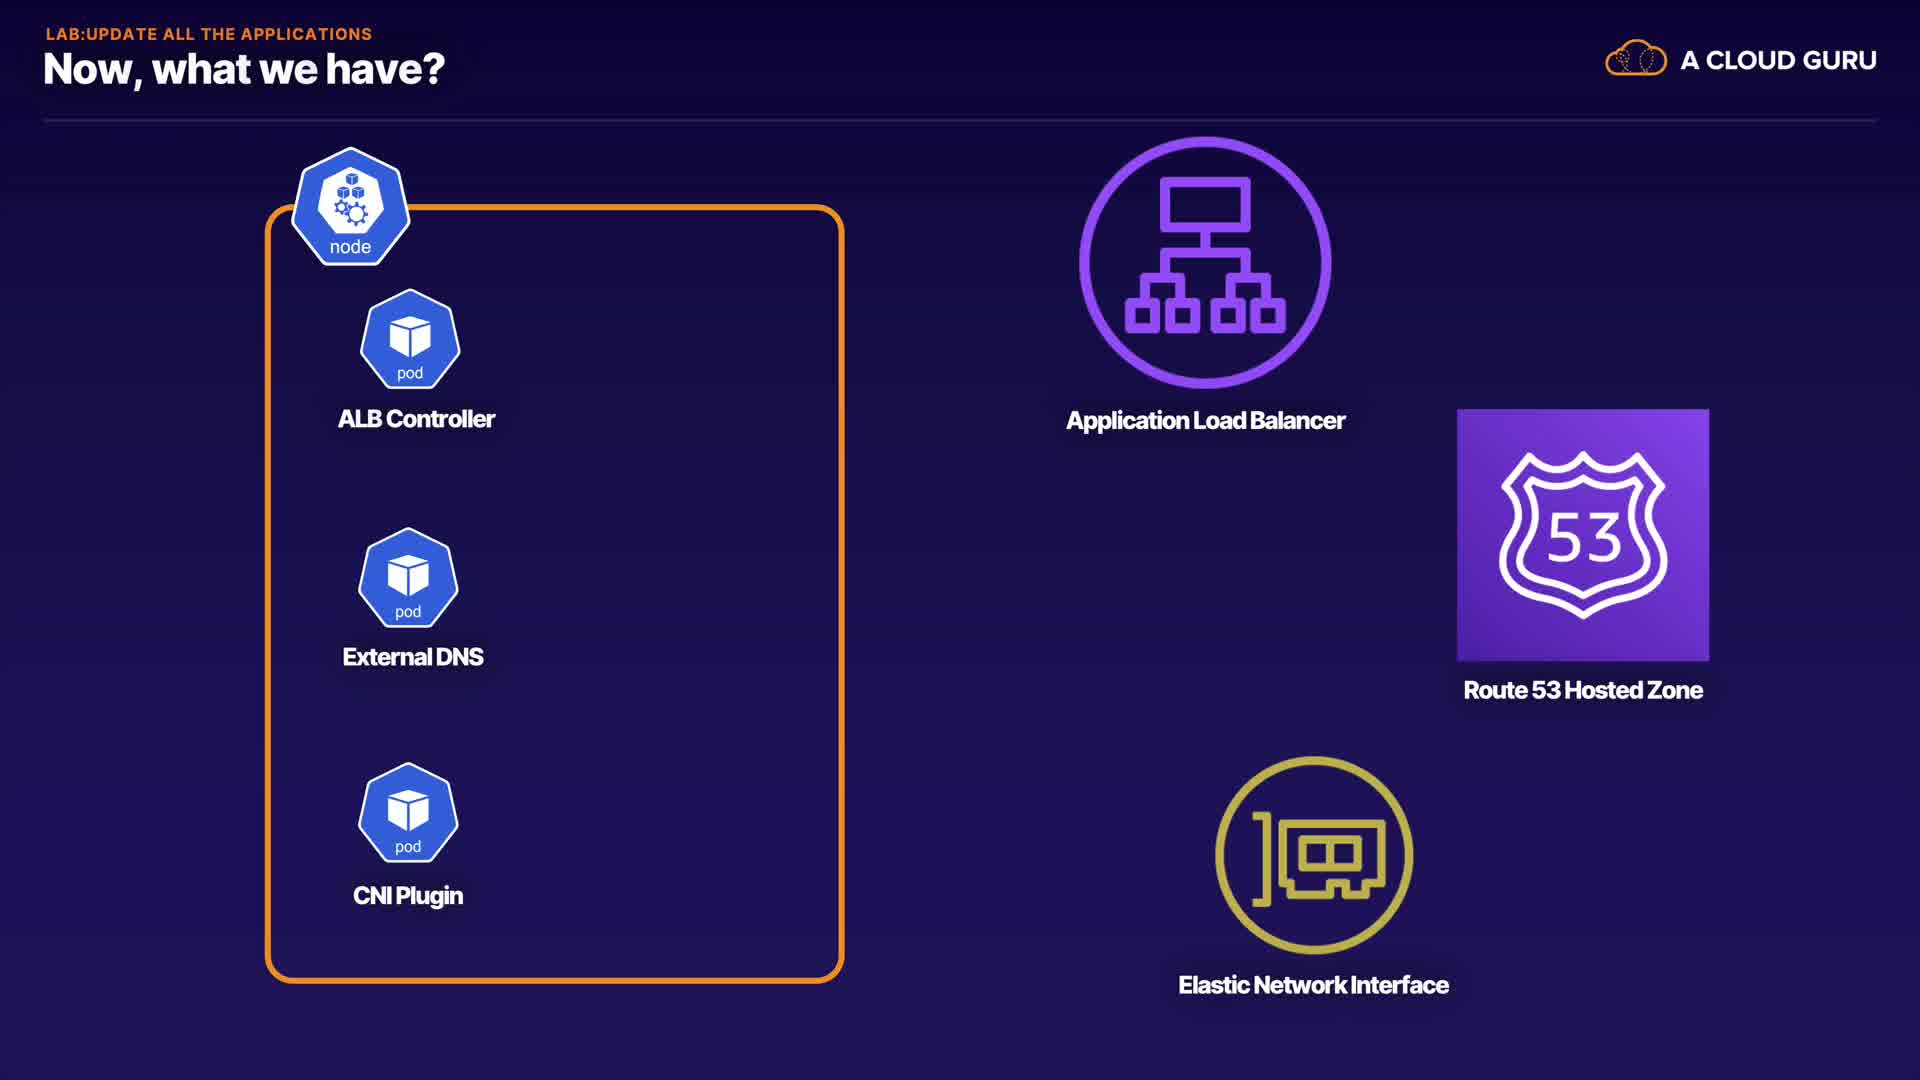 LAB:UPDATE ALL THE APPLICATIONS
Now, what we have?
A CLOUD GURU
node
pod
ALB Controller
pod
External DNS
pod
CNI Plugin
Application Load Balancer
53
Route 53 Hosted Zone
Elastic Network Interface